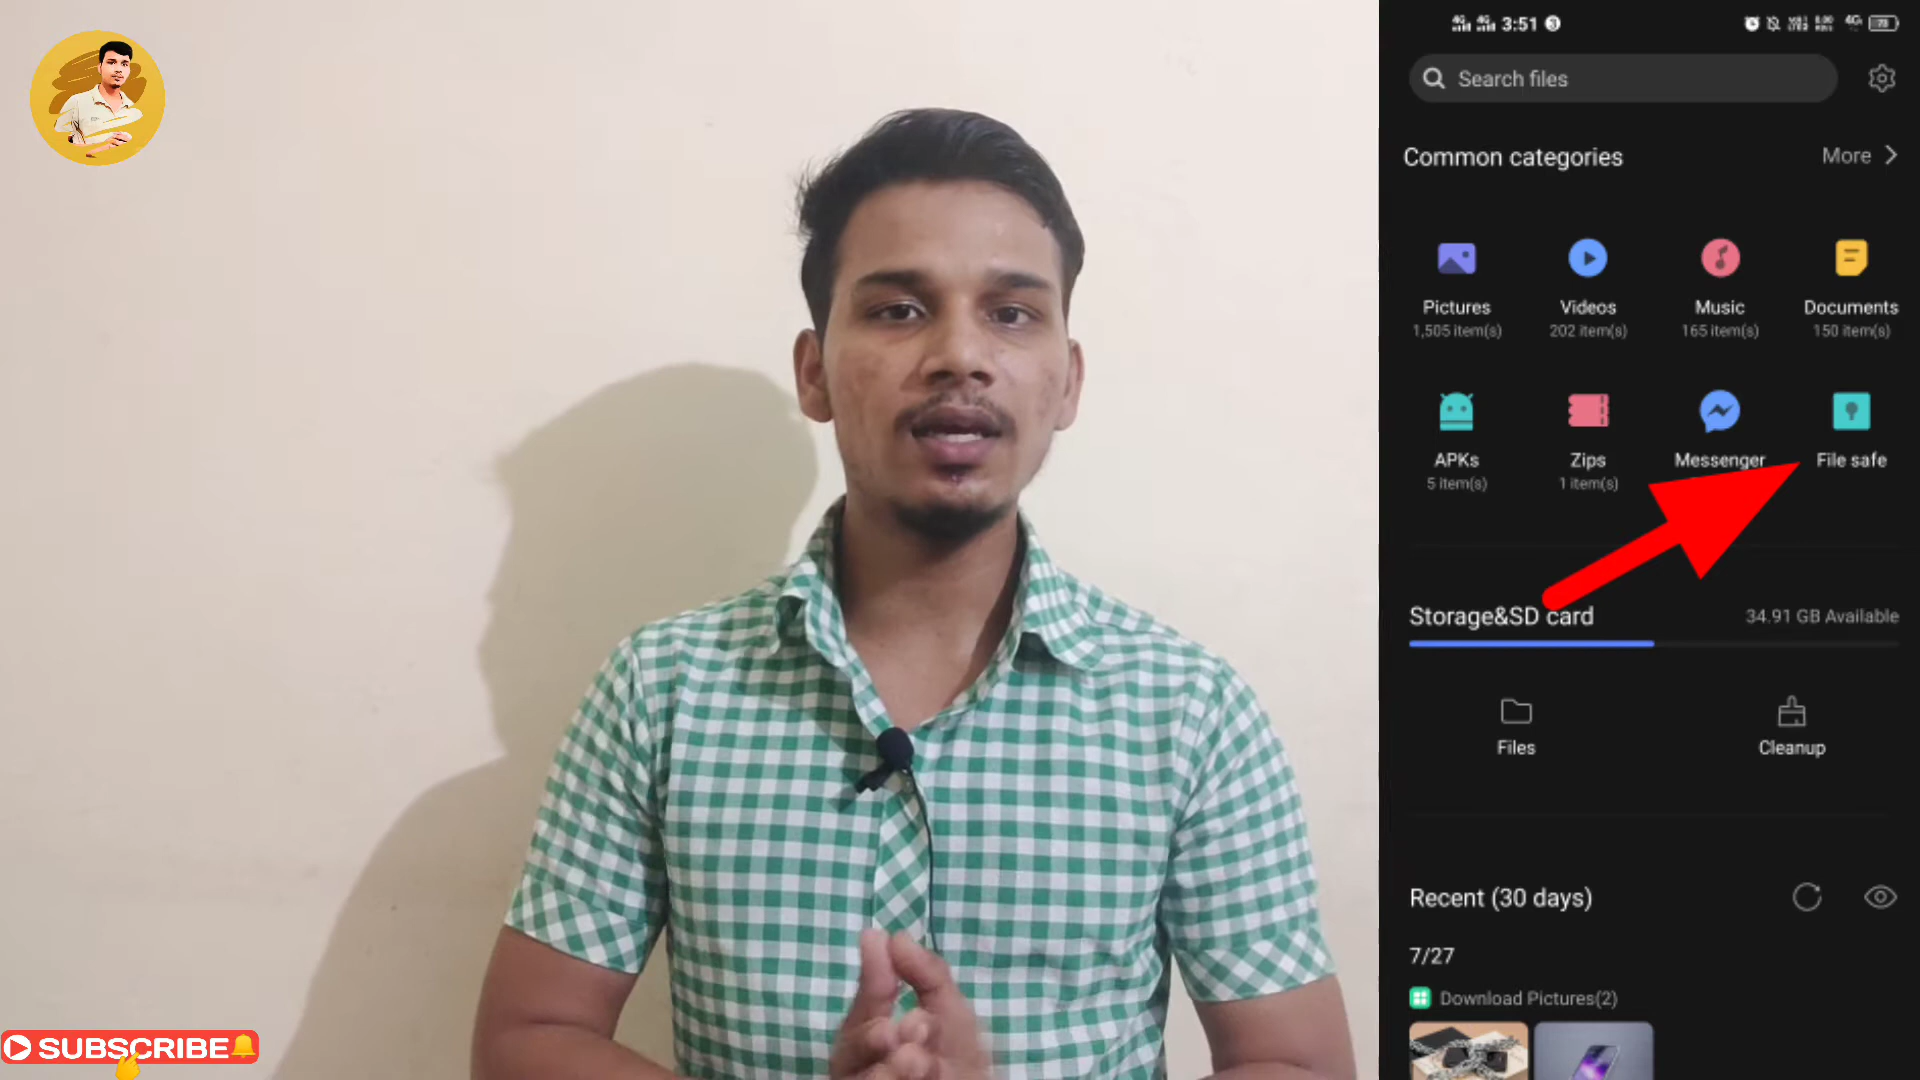 3:51
Search files
Common categories
More
Pictures
1,505 item(s)
Videos
202 item(s)
Music
165 item(s)
Documents
150 item(s)
APKs
5 item(s)
Zips
1 item(s)
Messenger
File safe
Storage&SD card
34.91 GB Available
Files
Cleanup
Recent (30 days)
7/27
Download Pictures(2)
SUBSCRIBE